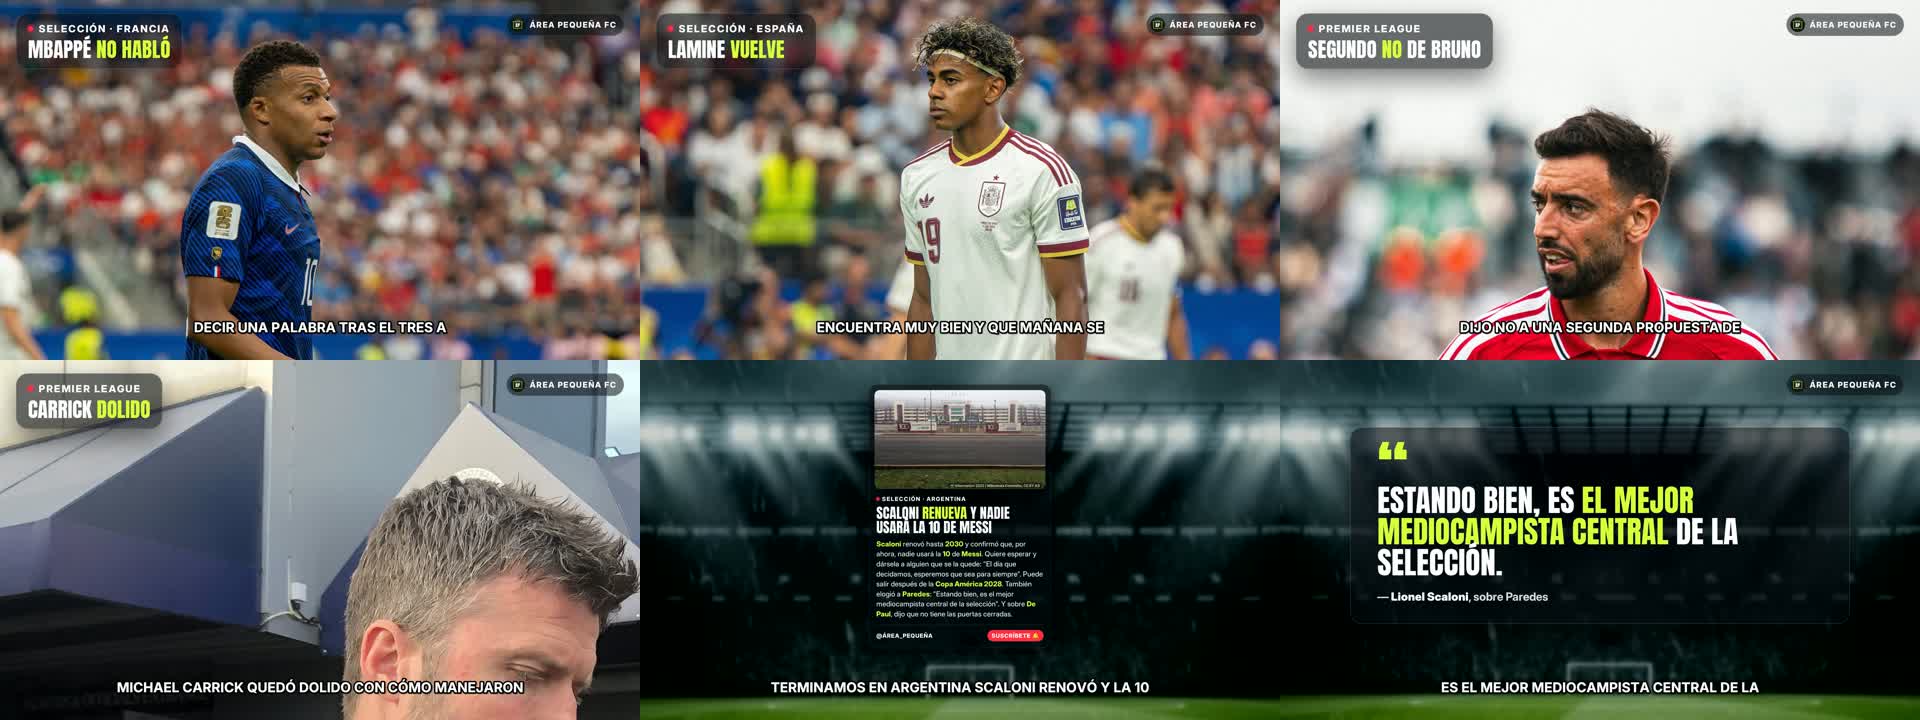 SELECCIÓN · FRANCIA
MBAPPÉ NO HABLÓ
ÁREA PEQUEÑA FC
10
DECIR UNA PALABRA TRAS EL TRES A
SELECCIÓN · ESPAÑA
LAMINE VUELVE
ÁREA PEQUEÑA FC
19
ENCUENTRA MUY BIEN Y QUE MAÑANA SE
PREMIER LEAGUE
SEGUNDO NO DE BRUNO
ÁREA PEQUEÑA FC
DIJO NO A UNA SEGUNDA PROPUESTA DE
PREMIER LEAGUE
CARRICK DOLIDO
ÁREA PEQUEÑA FC
MICHAEL CARRICK QUEDÓ DOLIDO CON CÓMO MANEJARON
SELECCIÓN · ARGENTINA
SCALONI RENUEVA Y NADIE
USARÁ LA 10 DE MESSI
Scaloni renovó hasta 2030 y confirmó que, por
ahora, nadie usará la 10 de Messi. Quiere esperar y
dársela a alguien que se la quede: "El día que
decidamos, esperemos que sea para siempre". Puede
salir después de la Copa América 2028. También
elogió a Paredes: "Estando bien, es el mejor
mediocampista central de la selección". Y sobre De
Paul, dijo que no tiene las puertas cerradas.
@ÁREA_PEQUEÑA
SUSCRÍBETE
TERMINAMOS EN ARGENTINA SCALONI RENOVÓ Y LA 10
ÁREA PEQUEÑA FC
ESTANDO BIEN, ES EL MEJOR
MEDIOCAMPISTA CENTRAL DE LA
SELECCIÓN.
— Lionel Scaloni, sobre Paredes
ES EL MEJOR MEDIOCAMPISTA CENTRAL DE LA